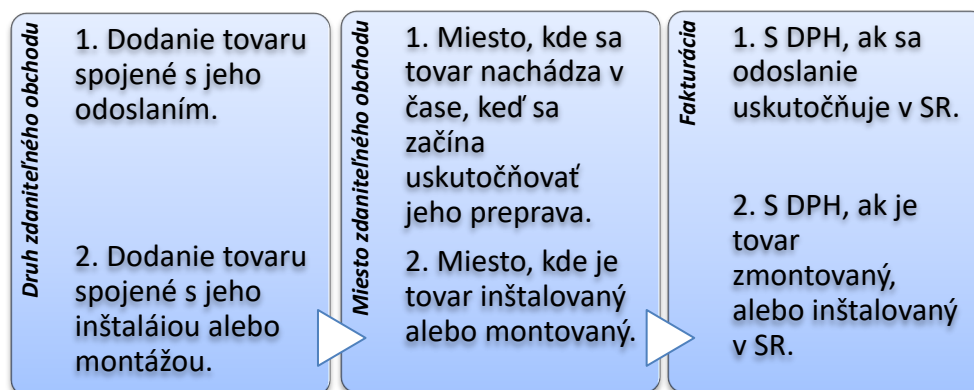 Druh zdaniteľného obchodu
1. Dodanie tovaru
spojené s jeho
odoslaním.
2. Dodanie tovaru
spojené s jeho
inštaláiou alebo
montážou.
Miesto zdaniteľného obchodu
1. Miesto, kde sa
tovar nachádza v
čase, keď sa
začína
uskutočňovať
jeho preprava.
2. Miesto, kde je
tovar inštalovaný
alebo montovaný.
Fakturácia
1. S DPH, ak sa
odoslanie
uskutočňuje v SR.
2. S DPH, ak je
tovar
zmontovaný,
alebo inštalovaný
v SR.